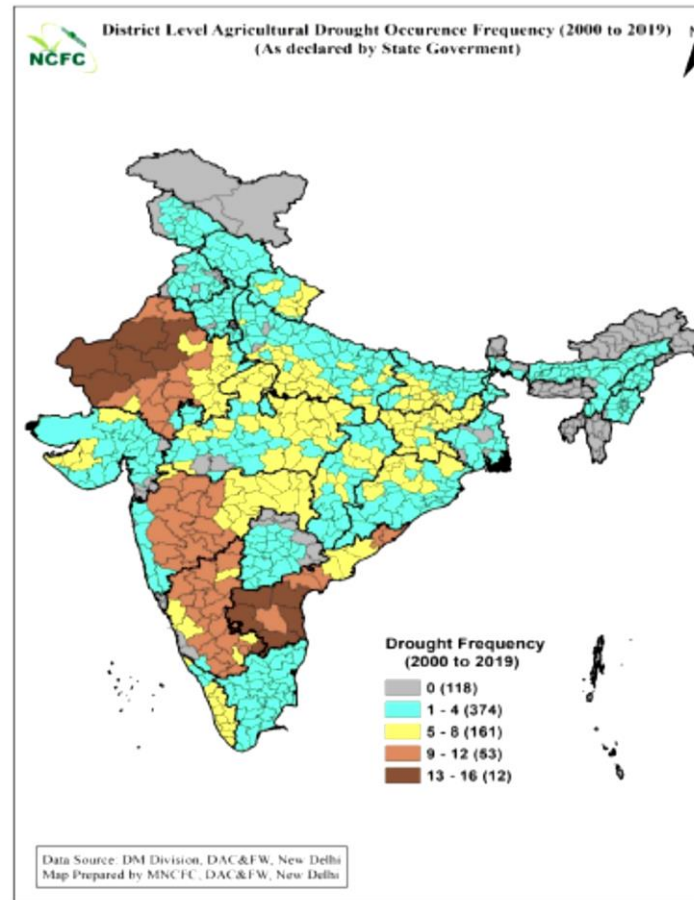 District Level Agricultural Drought Occurence Frequency (2000 to 2019)
(As declared by State Goverment)
N
NCFC
Drought Frequency
(2000 to 2019)
0 (118)
1 - 4 (374)
5 - 8 (161)
9 - 12 (53)
13 - 16 (12)
Data Source: DM Division, DAC&FW, New Delhi
Map Prepared by MNCFC, DAC&FW, New Delhi